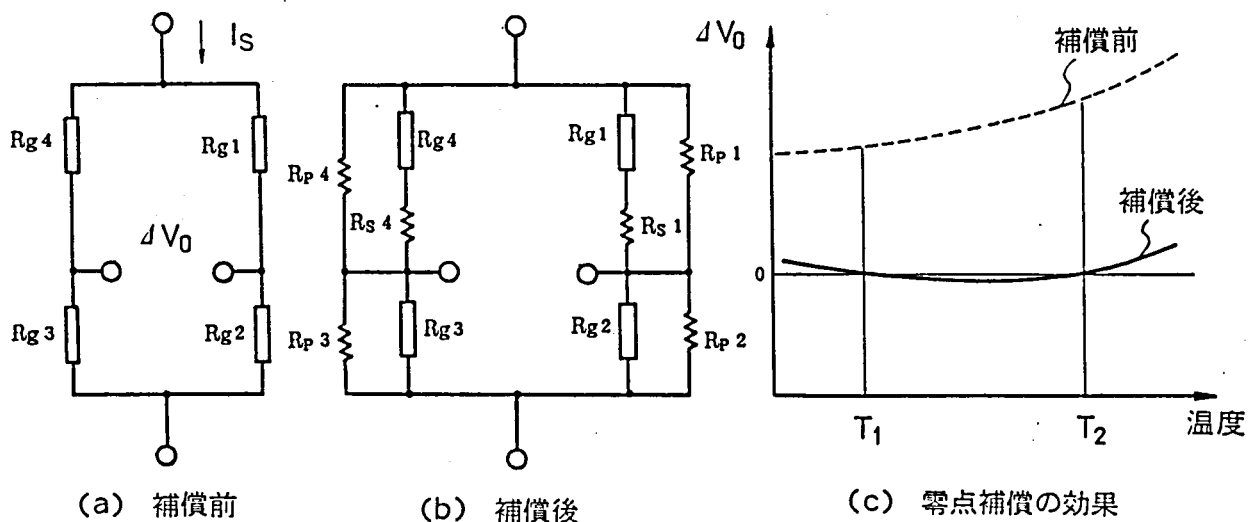 I_S
Rg4
Rg1
ΔV₀
Rg3
Rg2
(a) 補償前
Rp4
Rg4
Rs4
Rg1
Rp1
Rs1
Rp3
Rg3
Rg2
Rp2
(b) 補償後
ΔV₀
補償前
補償後
0
T₁
T₂
温度
(c) 零点補償の効果